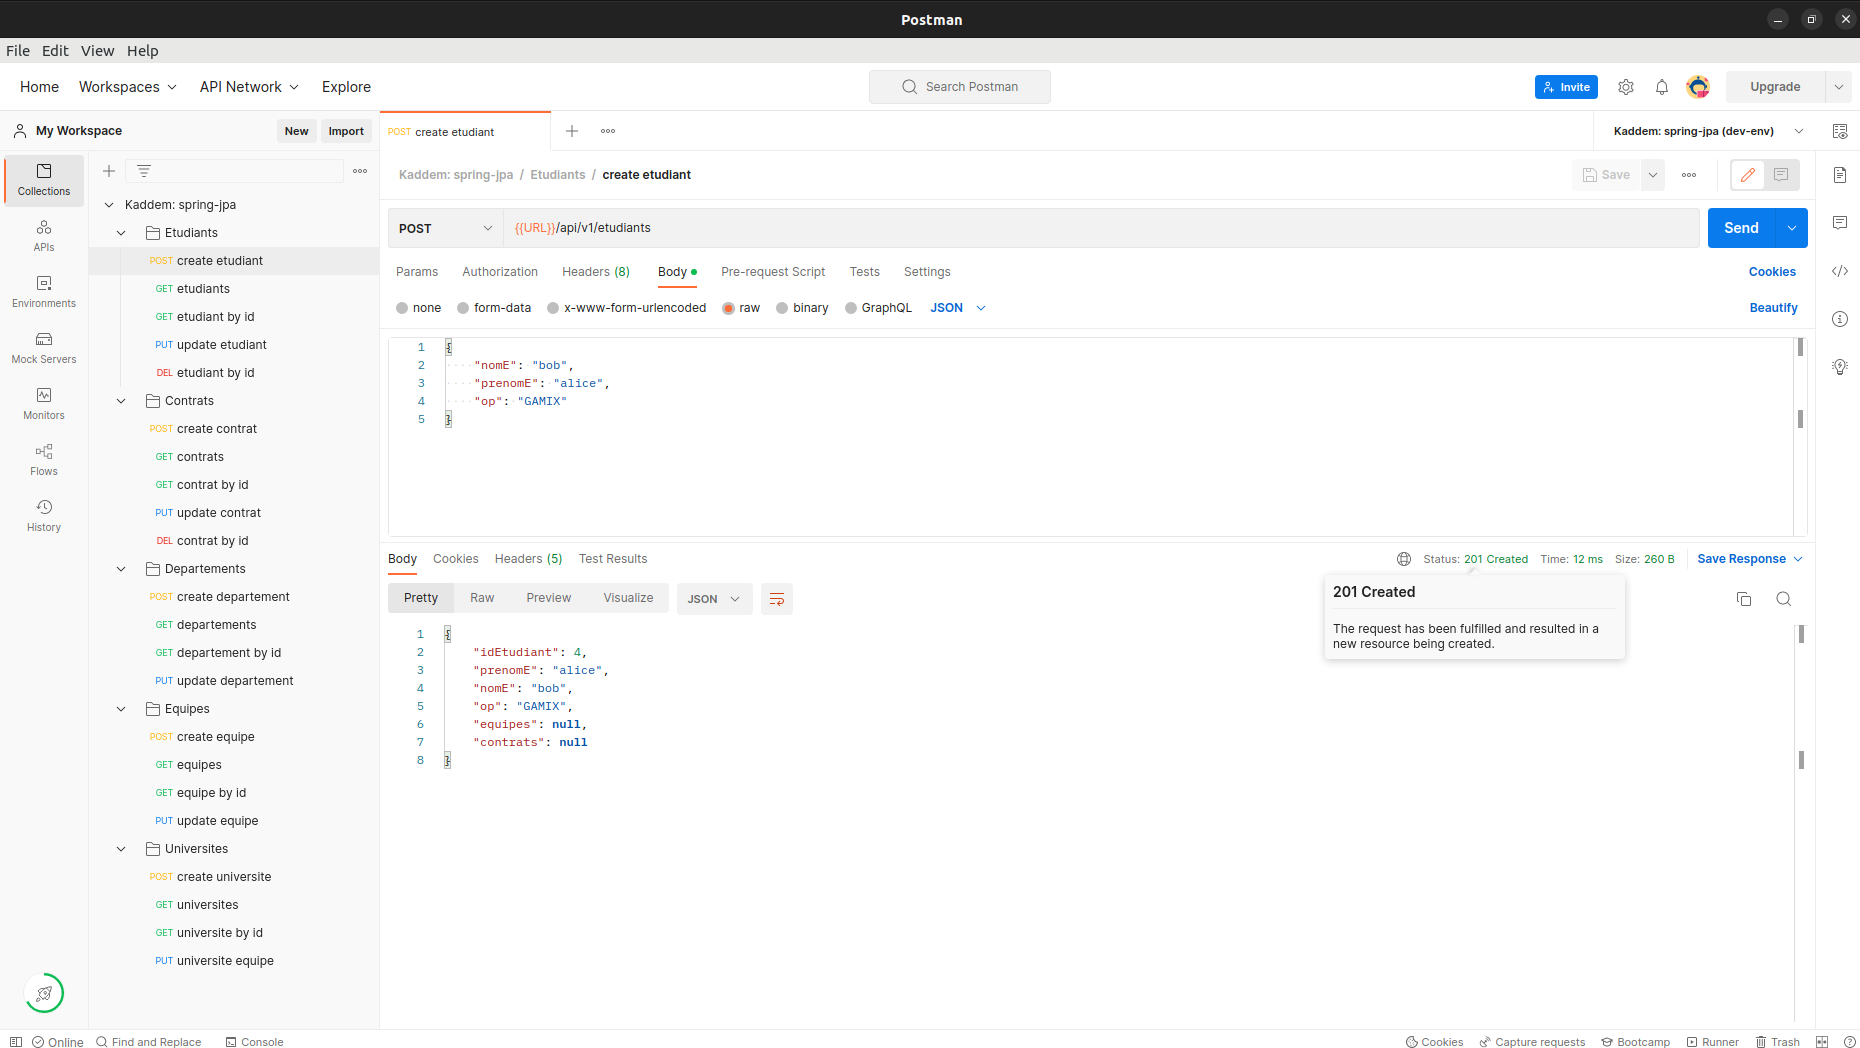 Postman
File Edit View Help
Home Workspaces API Network Explore
Search Postman
Invite
Upgrade
My Workspace
New
Import
POST create etudiant
Kaddem: spring-jpa (dev-env)
Collections
APIs
Environments
Mock Servers
Monitors
Flows
History
Kaddem: spring-jpa
Etudiants
POST create etudiant
GET etudiants
GET etudiant by id
PUT update etudiant
DEL etudiant by id
Contrats
POST create contrat
GET contrats
GET contrat by id
PUT update contrat
DEL contrat by id
Departements
POST create departement
GET departements
GET departement by id
PUT update departement
Equipes
POST create equipe
GET equipes
GET equipe by id
PUT update equipe
Universites
POST create universite
GET universites
GET universite by id
PUT universite equipe
Kaddem: spring-jpa / Etudiants / create etudiant
Save
POST
{{URL}}/api/v1/etudiants
Send
Params Authorization Headers (8) Body Pre-request Script Tests Settings
Cookies
none form-data x-www-form-urlencoded raw binary GraphQL JSON
Beautify
1 {
2 "nomE": "bob",
3 "prenomE": "alice",
4 "op": "GAMIX"
5 }
Body Cookies Headers (5) Test Results
Status: 201 Created Time: 12 ms Size: 260 B
Save Response
Pretty Raw Preview Visualize
JSON
201 Created
The request has been fulfilled and resulted in a
new resource being created.
1 {
2 "idEtudiant": 4,
3 "prenomE": "alice",
4 "nomE": "bob",
5 "op": "GAMIX",
6 "equipes": null,
7 "contrats": null
8 }
Online Find and Replace Console
Cookies Capture requests Bootcamp Runner Trash